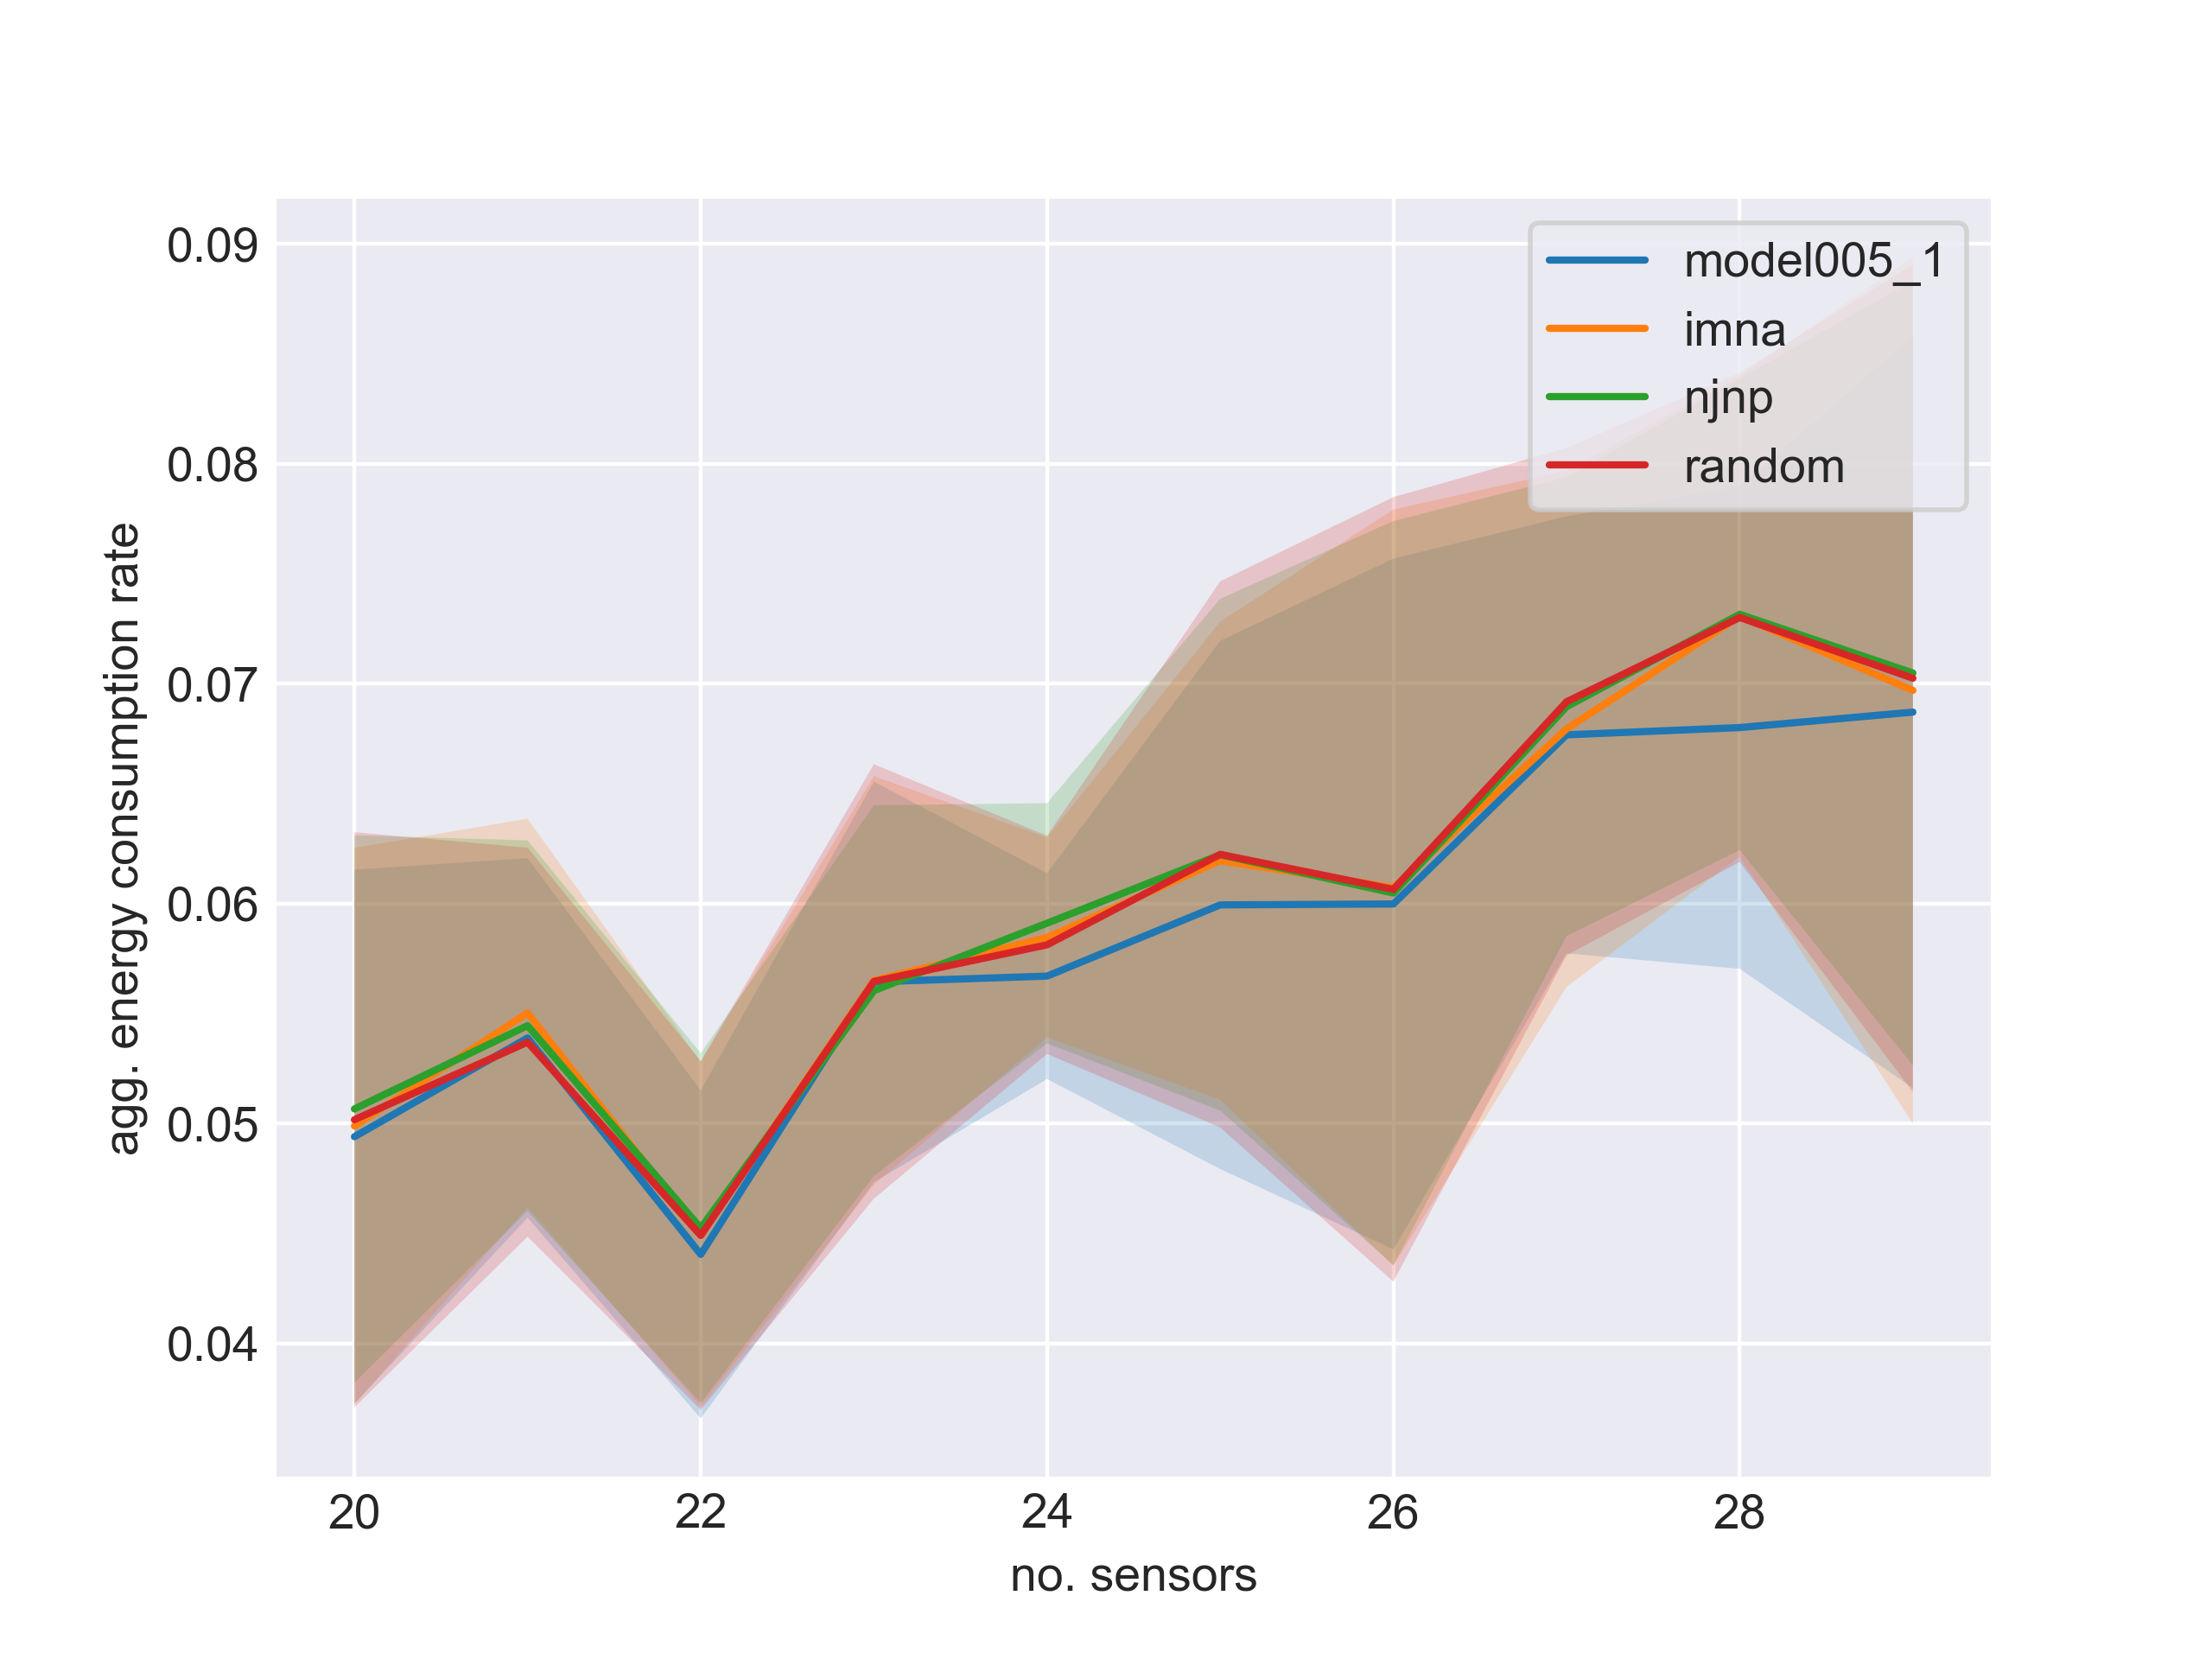 0.09
0.08
0.07
0.06
0.05
0.04
agg. energy consumption rate
20 22 24 26 28
no. sensors
model005_1
imna
njnp
random